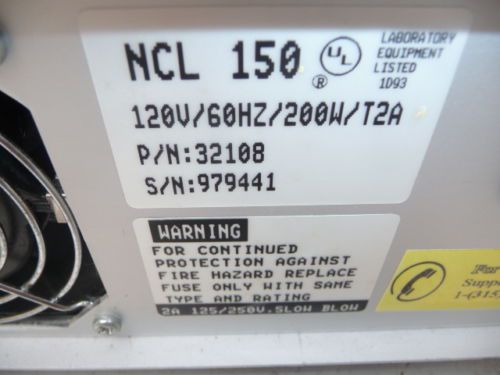 NCL 150
UL
®
LABORATORY
EQUIPMENT
LISTED
1D93
120V/60HZ/200W/T2A
P/N:32108
S/N:979441
WARNING
FOR CONTINUED
PROTECTION AGAINST
FIRE HAZARD REPLACE
FUSE ONLY WITH SAME
TYPE AND RATING
2A 125/250V.SLOW BLOW
For
Suppo
1-(315